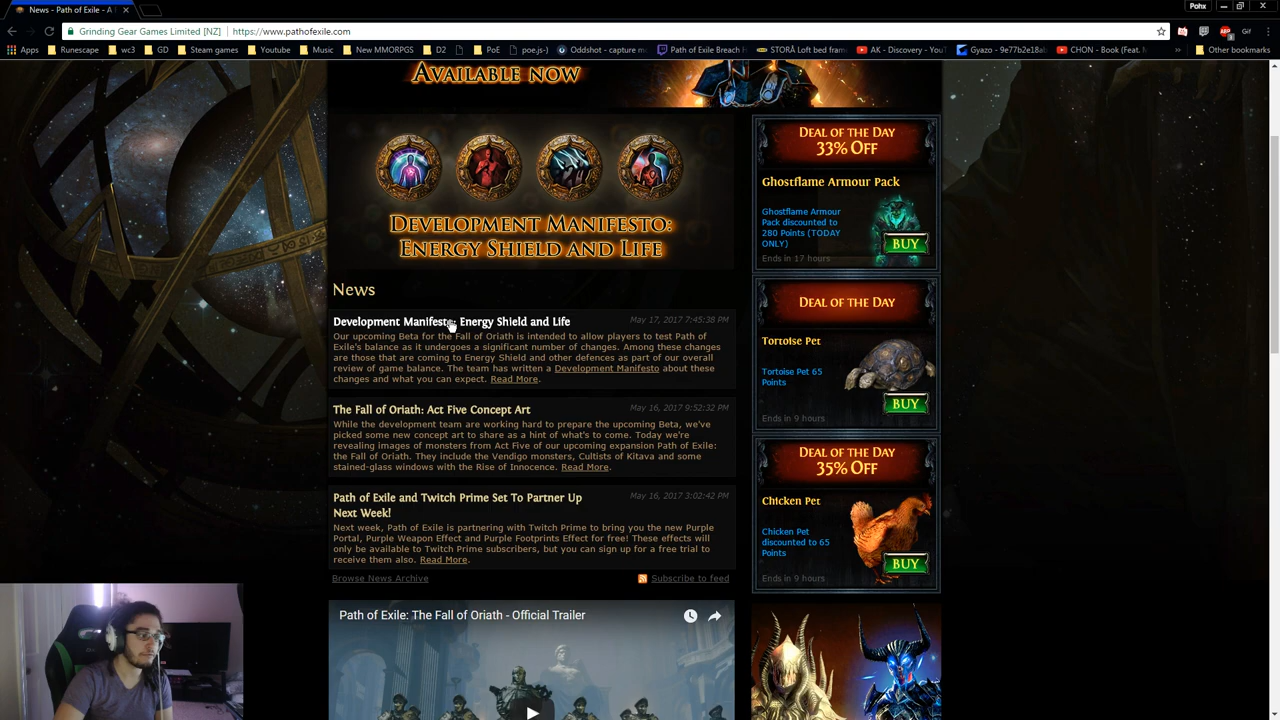 News - Path of Exile - A
Pohx
Grinding Gear Games Limited [NZ]
https://www.pathofexile.com
Apps
Runescape
wc3
GD
Steam games
Youtube
Music
New MMORPGS
D2
PoE
poe.js-)
Oddshot - capture m
Path of Exile Breach H
STORÅ Loft bed fram
AK - Discovery - YouT
Gyazo - 9e77b2e18a
CHON - Book (Feat. M
»
Other bookmarks
Gif
AVAILABLE NOW
DEVELOPMENT MANIFESTO:
ENERGY SHIELD AND LIFE
News
Development Manifesto: Energy Shield and Life
May 17, 2017 7:45:38 PM
Our upcoming Beta for the Fall of Oriath is intended to allow players to test Path of
Exile's balance as it undergoes a significant number of changes. Among these changes
are those that are coming to Energy Shield and other defences as part of our overall
review of game balance. The team has written a Development Manifesto about these
changes and what you can expect. Read More.
The Fall of Oriath: Act Five Concept Art
May 16, 2017 9:52:32 PM
While the development team are working hard to prepare the upcoming Beta, we've
picked some new concept art to share as a hint of what's to come. Today we're
revealing images of monsters from Act Five of our upcoming expansion Path of Exile:
the Fall of Oriath. They include the Vendigo monsters, Cultists of Kitava and some
stained-glass windows with the Rise of Innocence. Read More.
Path of Exile and Twitch Prime Set To Partner Up
Next Week!
May 16, 2017 3:02:42 PM
Next week, Path of Exile is partnering with Twitch Prime to bring you the new Purple
Portal, Purple Weapon Effect and Purple Footprints Effect for free! These effects will
only be available to Twitch Prime subscribers, but you can sign up for a free trial to
receive them also. Read More.
Browse News Archive
Subscribe to feed
Path of Exile: The Fall of Oriath - Official Trailer
DEAL OF THE DAY
33% OFF
Ghostflame Armour Pack
Ghostflame Armour
Pack discounted to
280 Points (TODAY
ONLY)
BUY
Ends in 17 hours
DEAL OF THE DAY
Tortoise Pet
Tortoise Pet 65
Points
BUY
Ends in 9 hours
DEAL OF THE DAY
35% OFF
Chicken Pet
Chicken Pet
discounted to 65
Points
BUY
Ends in 9 hours